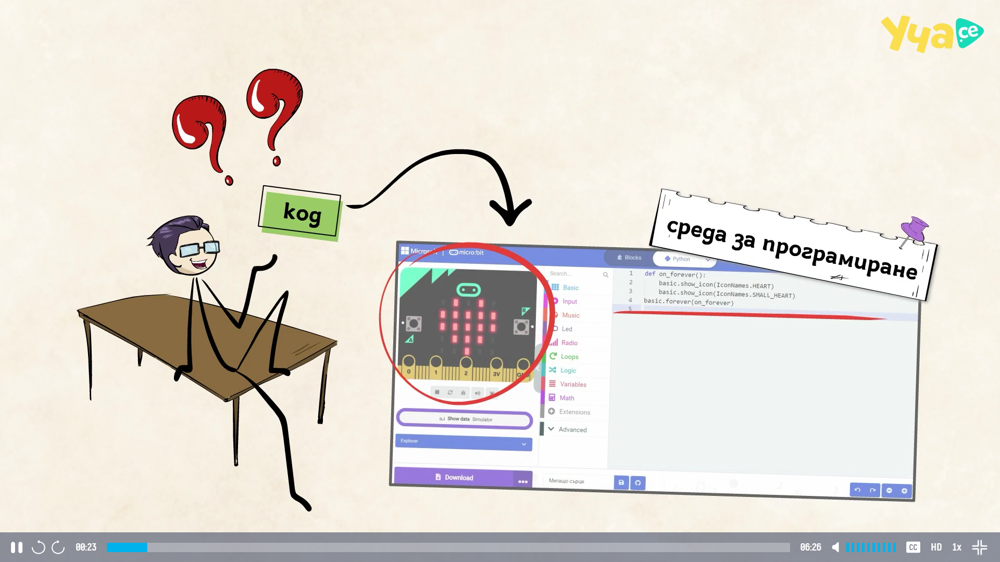 Уча
се
код
среда за програмиране
Microsoft | micro:bit
Blocks
Python
Search...
Basic
Input
Music
Led
Radio
Loops
Logic
Variables
Math
Extensions
Advanced
1 def on_forever():
2 basic.show_icon(IconNames.HEART)
3 basic.show_icon(IconNames.SMALL_HEART)
4 basic.forever(on_forever)
5
B
A
0 1 2 3V GND
Show data Simulator
Explorer
Download
Мигащо сърце
00:23
06:26
CC
HD
1x